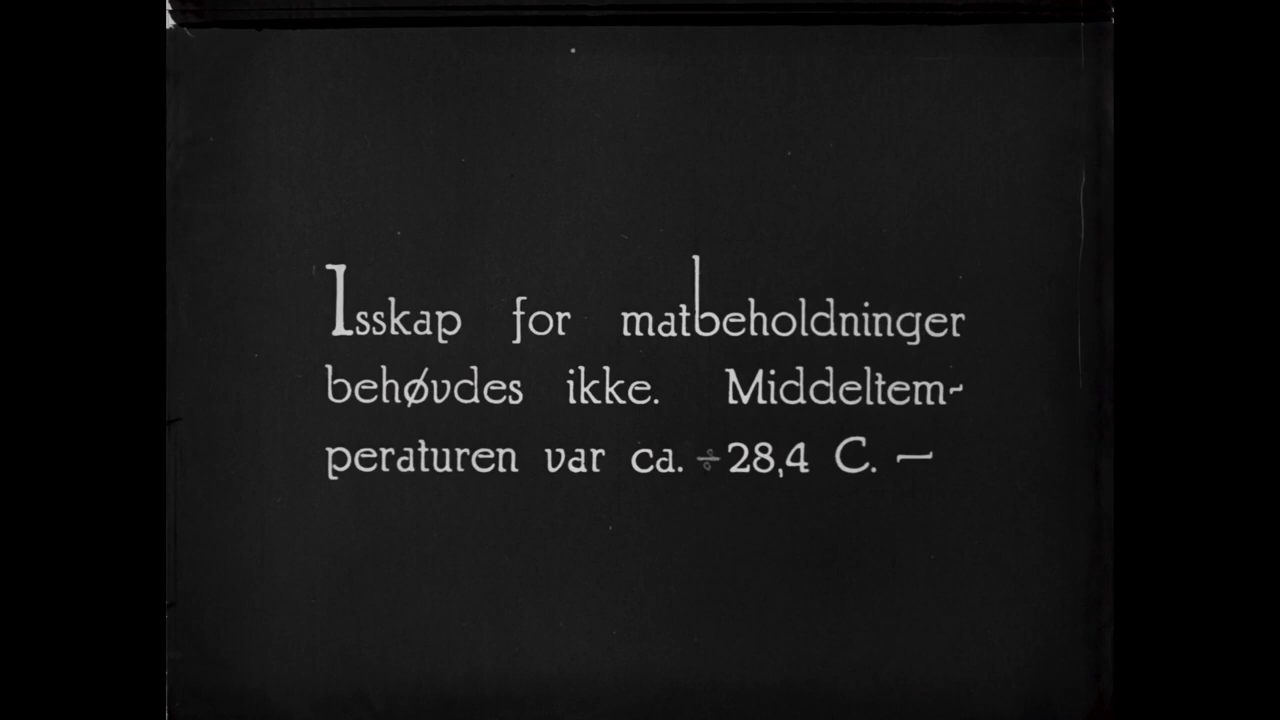 Isskap for matbeholdninger
behøvdes ikke. Middeltem-
peraturen var ca. ÷28,4 C. —